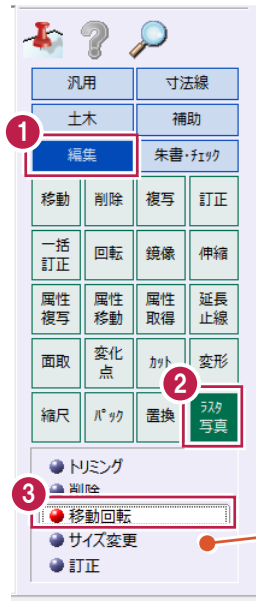 汎用 寸法線
土木 補助
1
編集 朱書・ﾁｪｯｸ
移動 削除 複写 訂正
一括訂正 回転 鏡像 伸縮
属性複写 属性移動 属性取得 延長止線
面取 変化点 ｶｯﾄ 変形
2
縮尺 ﾊﾟｯｸ 置換 ﾗｽﾀ写真
トリミング
削除
3
移動回転
サイズ変更
訂正